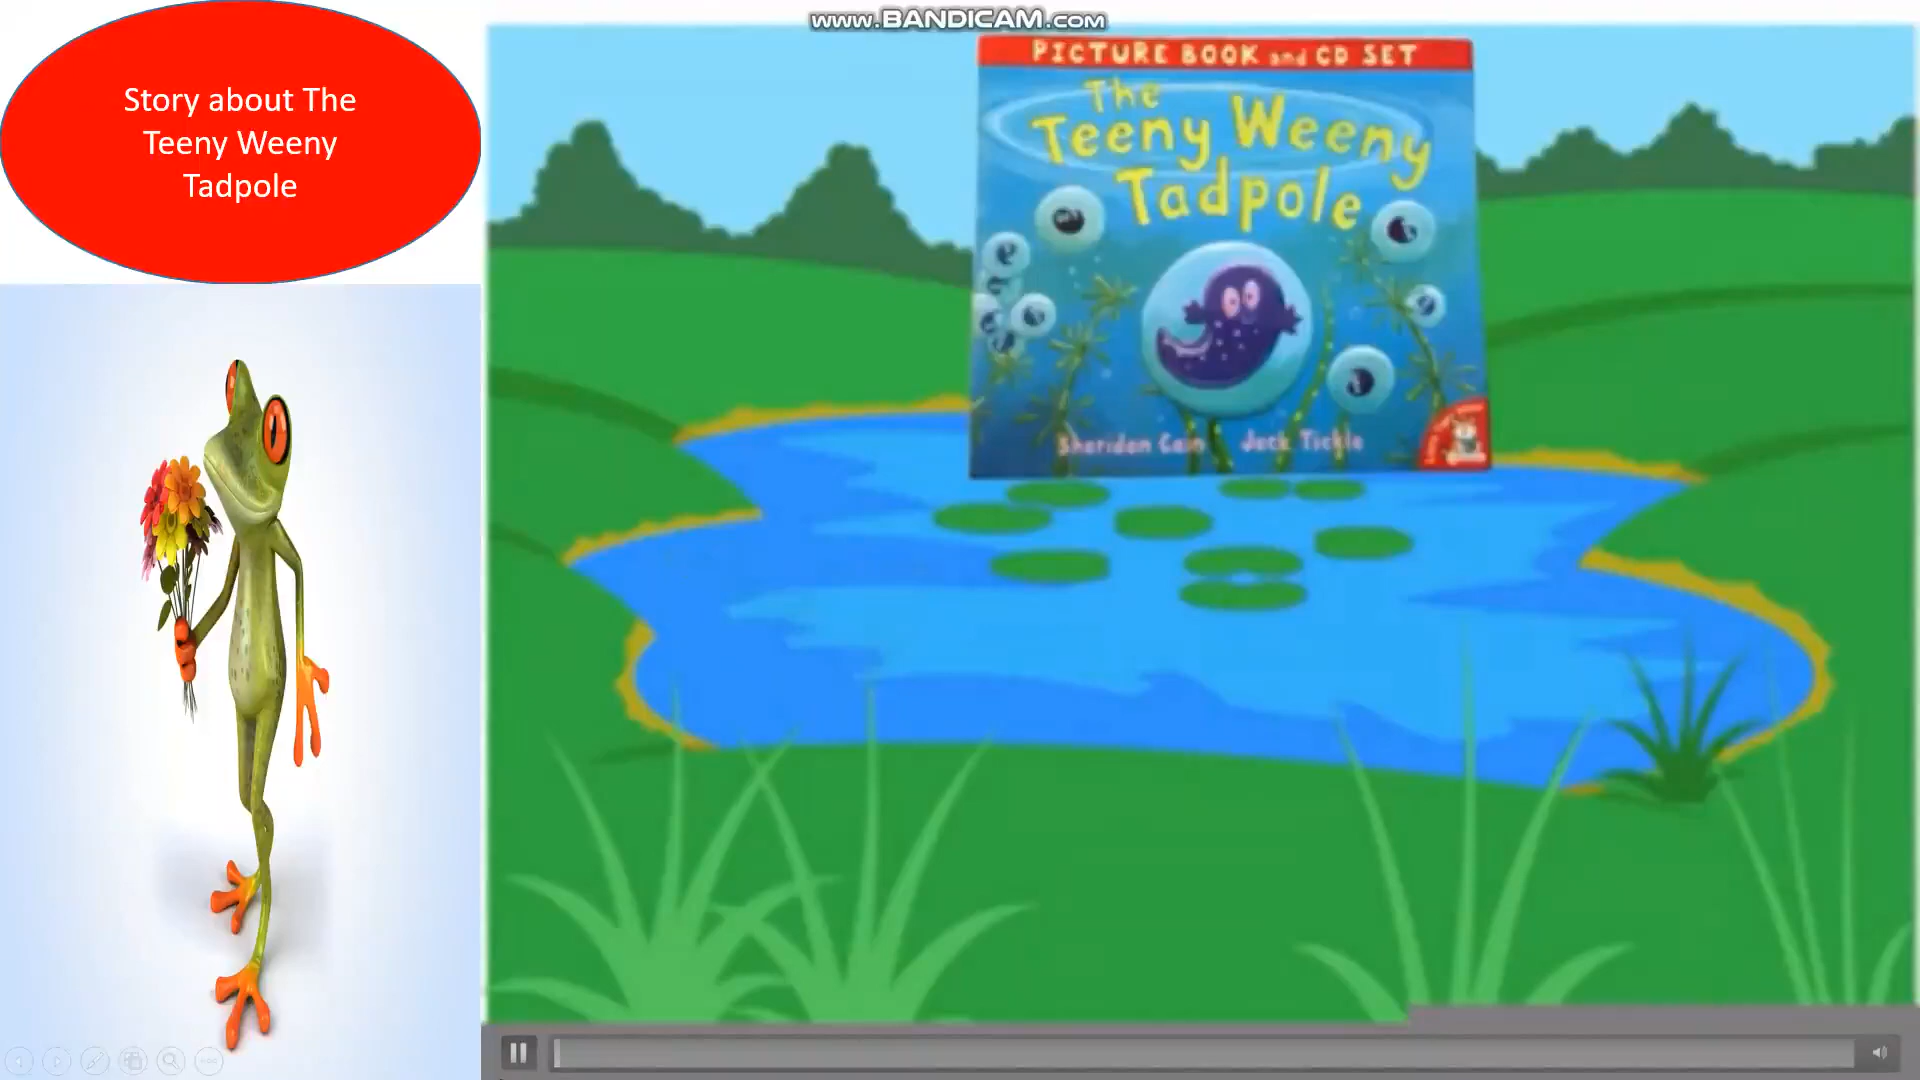 www.BANDICAM.com
Story about The
Teeny Weeny
Tadpole
PICTURE BOOK and CD SET
The
Teeny Weeny
Tadpole
Sheridan Cain Jack Tickle